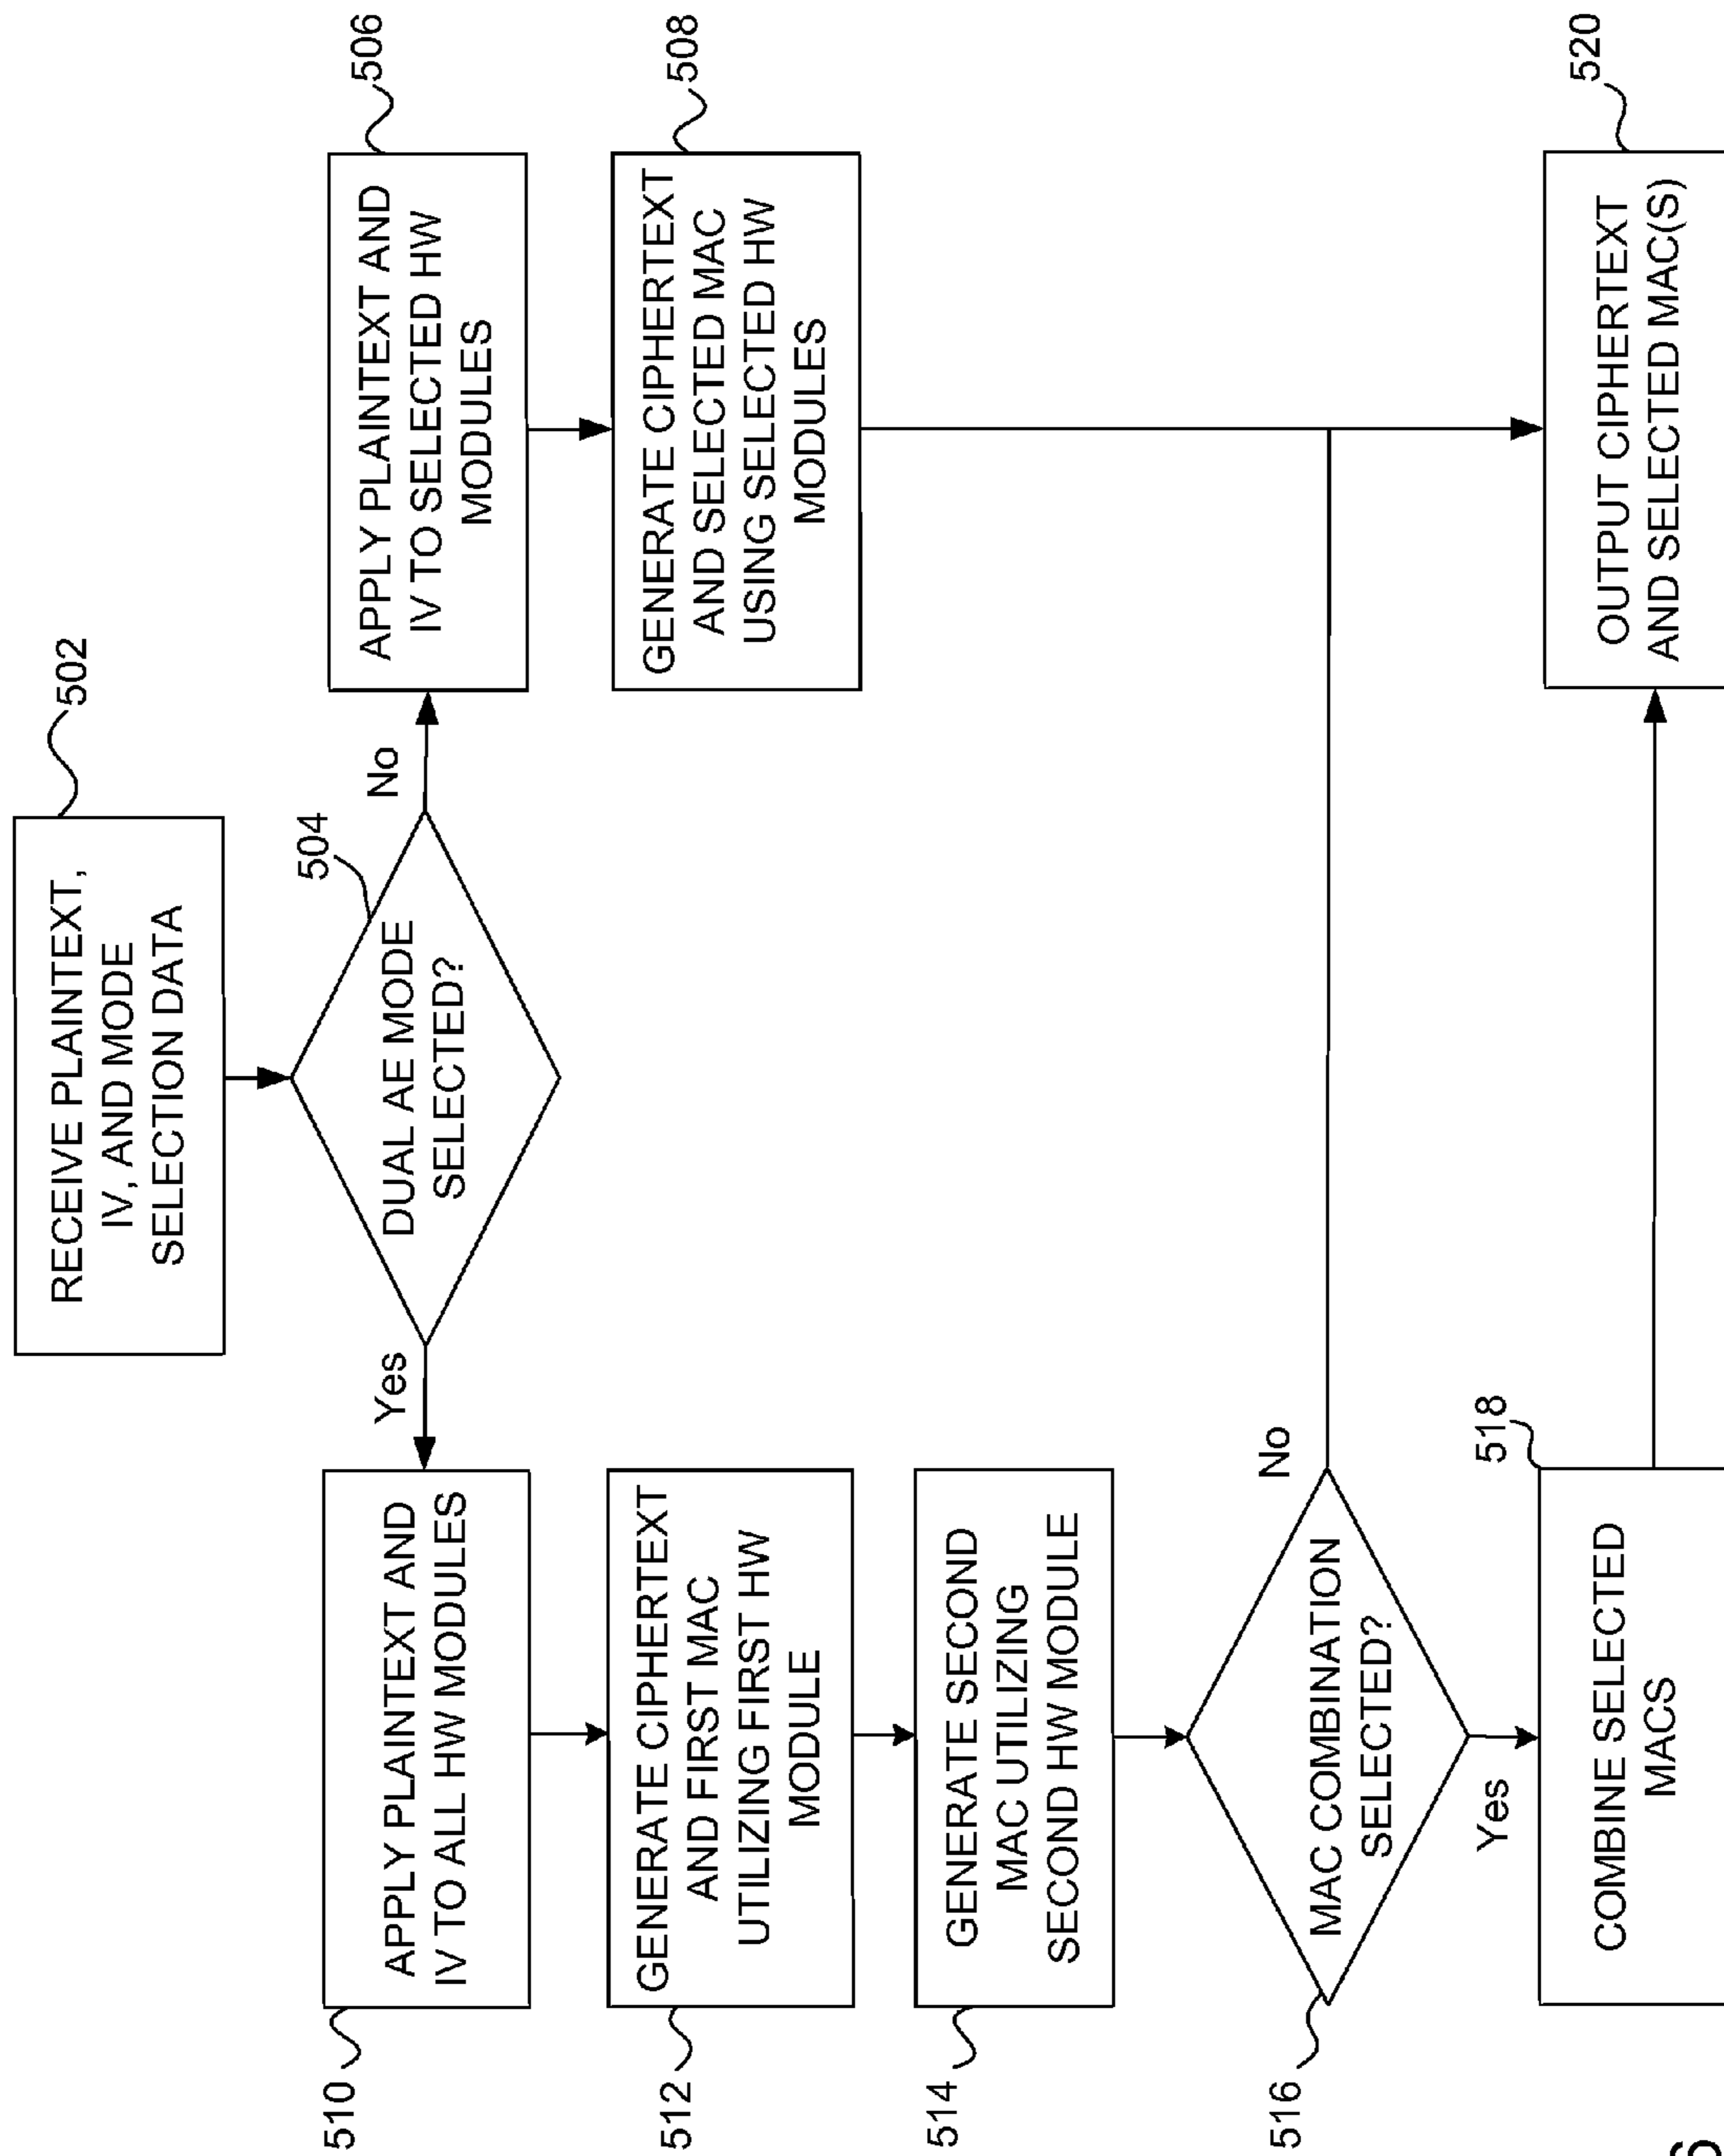 RECEIVE PLAINTEXT,
IV, AND MODE
SELECTION DATA
502
DUAL AE MODE
SELECTED?
504
Yes
No
APPLY PLAINTEXT AND
IV TO SELECTED HW
MODULES
506
GENERATE CIPHERTEXT
AND SELECTED MAC
USING SELECTED HW
MODULES
508
510
APPLY PLAINTEXT AND
IV TO ALL HW MODULES
512
GENERATE CIPHERTEXT
AND FIRST MAC
UTILIZING FIRST HW
MODULE
514
GENERATE SECOND
MAC UTILIZING
SECOND HW MODULE
516
MAC COMBINATION
SELECTED?
No
Yes
518
COMBINE SELECTED
MACS
OUTPUT CIPHERTEXT
AND SELECTED MAC(S)
520